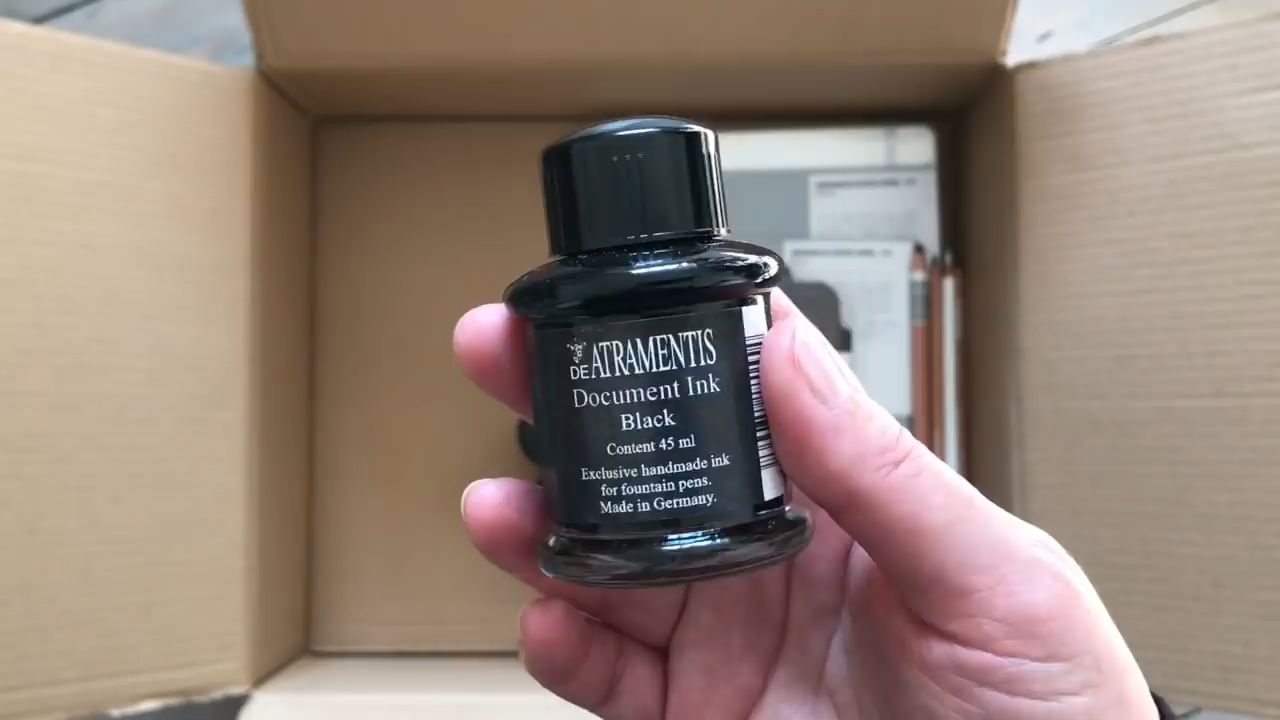 DE ATRAMENTIS
Document Ink
Black
Content 45 ml
Exclusive handmade ink
for fountain pens.
Made in Germany.